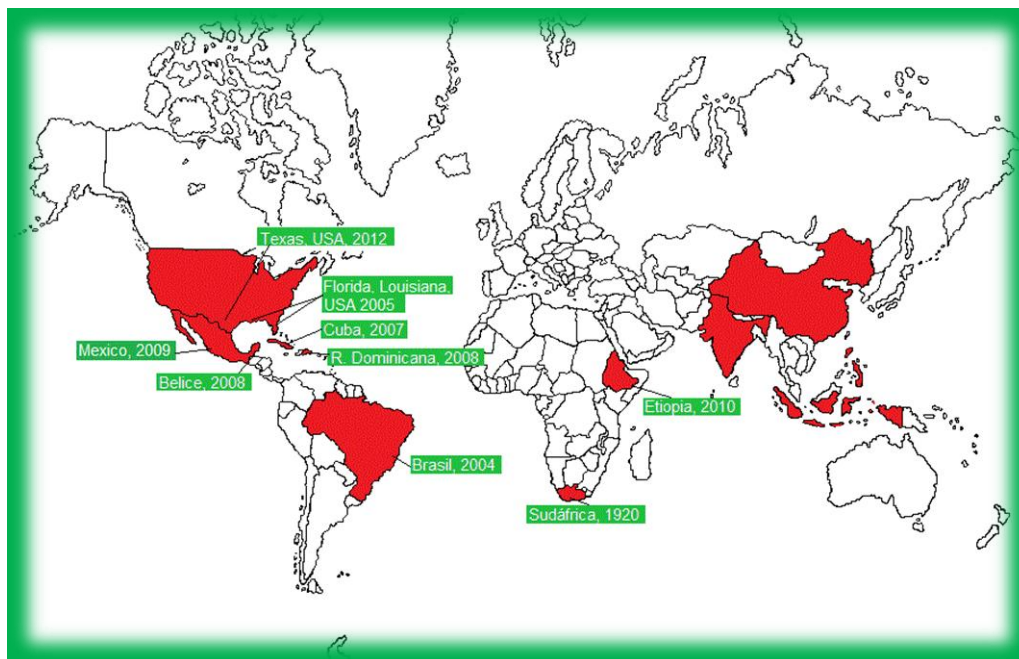 Texas, USA, 2012
Florida, Louisiana,
USA 2005
Cuba, 2007
Mexico, 2009
R. Dominicana, 2008
Belice, 2008
Etiopia, 2010
Brasil, 2004
Sudáfrica, 1920